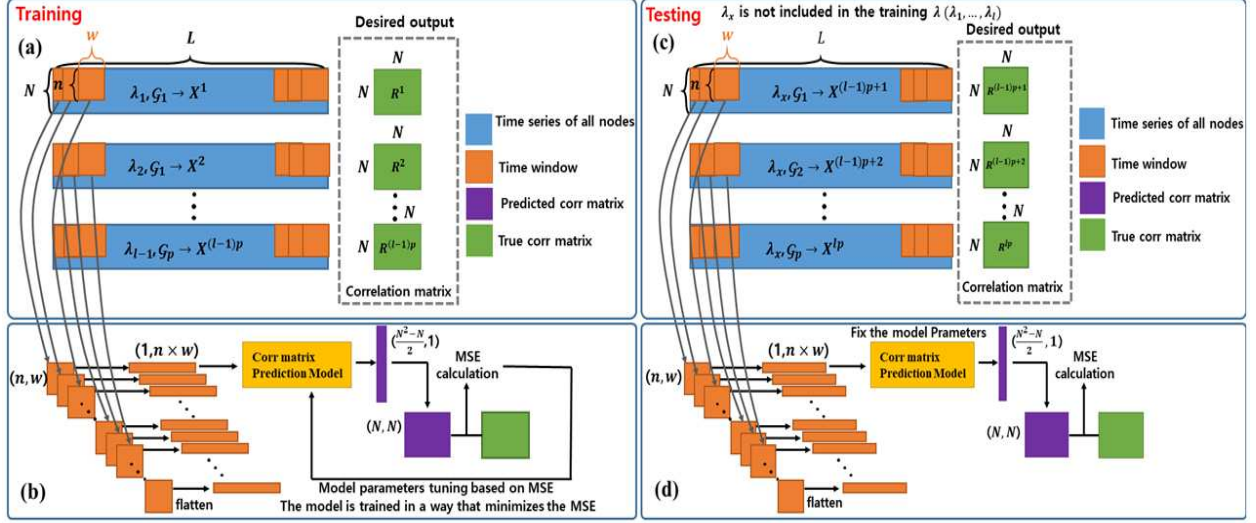 Training
(a)
w
L
Desired output
N
n
λ₁, 𝒢₁ → X¹
N
N
R¹
λ₂, 𝒢₁ → X²
N
N
R²
λₗ₋₁, 𝒢ₚ → X⁽ˡ⁻¹⁾ᵖ
N
N
R⁽ˡ⁻¹⁾ᵖ
Correlation matrix
Time series of all nodes
Time window
Predicted corr matrix
True corr matrix
(b)
(n, w)
(1, n × w)
flatten
Corr matrix
Prediction Model
(N²−N/2, 1)
MSE
calculation
(N, N)
Model parameters tuning based on MSE
The model is trained in a way that minimizes the MSE
Testing
λₓ is not included in the training λ (λ₁, ..., λₗ)
(c)
w
L
Desired output
N
n
λₓ, 𝒢₁ → X⁽ˡ⁻¹⁾ᵖ⁺¹
N
N
R⁽ˡ⁻¹⁾ᵖ⁺¹
λₓ, 𝒢₂ → X⁽ˡ⁻¹⁾ᵖ⁺²
N
N
R⁽ˡ⁻¹⁾ᵖ⁺²
λₓ, 𝒢ₚ → Xˡᵖ
N
N
Rˡᵖ
Correlation matrix
Time series of all nodes
Time window
Predicted corr matrix
True corr matrix
(d)
(n, w)
(1, n × w)
flatten
Fix the model Prameters
Corr matrix
Prediction Model
(N²−N/2, 1)
MSE
calculation
(N, N)